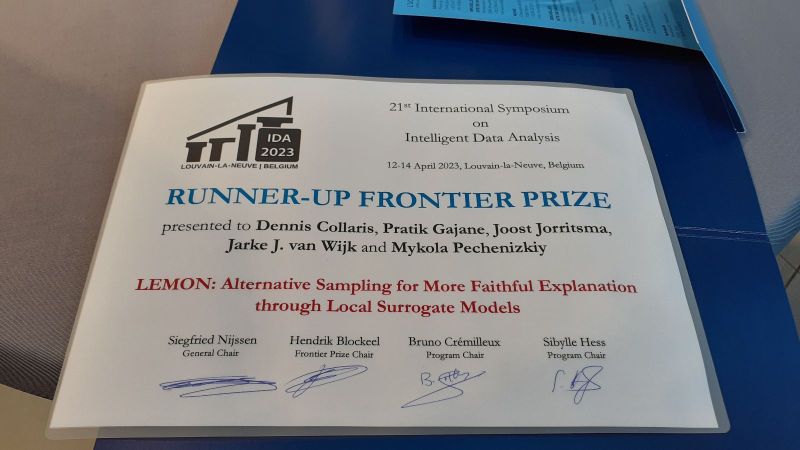 IDA
2023
LOUVAIN-LA-NEUVE | BELGIUM
21st International Symposium
on
Intelligent Data Analysis
12-14 April 2023, Louvain-la-Neuve, Belgium
RUNNER-UP FRONTIER PRIZE
presented to Dennis Collaris, Pratik Gajane, Joost Jorritsma,
Jarke J. van Wijk and Mykola Pechenizkiy
LEMON: Alternative Sampling for More Faithful Explanation
through Local Surrogate Models
Siegfried Nijssen
General Chair
Hendrik Blockeel
Frontier Prize Chair
Bruno Crémilleux
Program Chair
Sibylle Hess
Program Chair